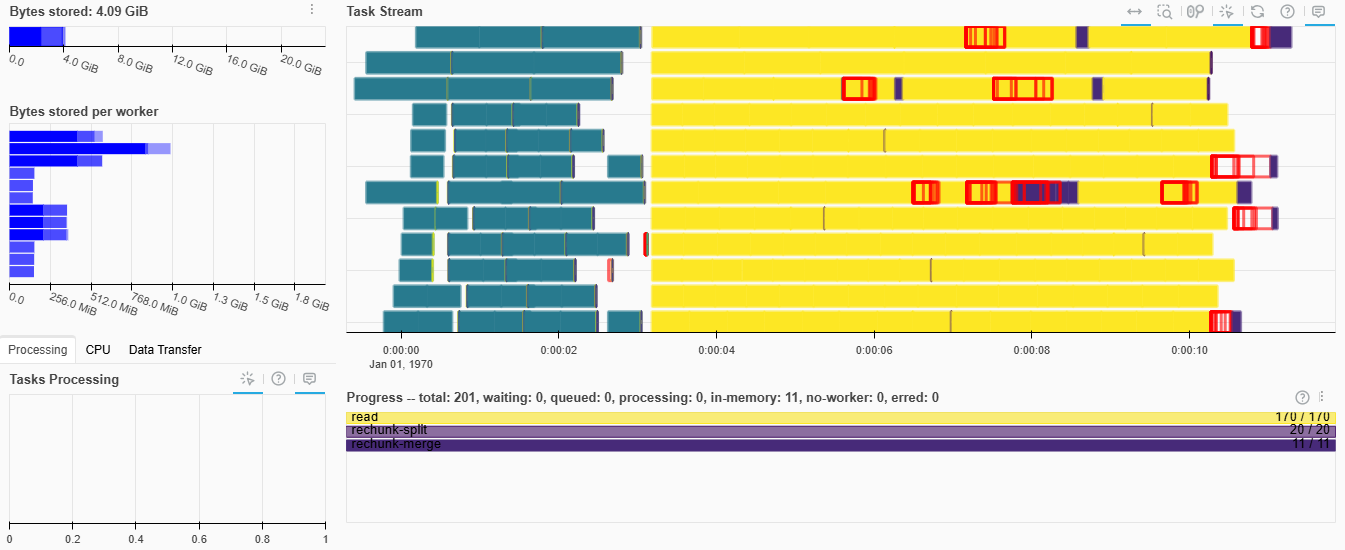 Bytes stored: 4.09 GiB
0.0 4.0 GiB 8.0 GiB 12.0 GiB 16.0 GiB 20.0 GiB
Bytes stored per worker
0.0 256.0 MiB 512.0 MiB 768.0 MiB 1.0 GiB 1.3 GiB 1.5 GiB 1.8 GiB
Processing CPU Data Transfer
Tasks Processing
0 0.2 0.4 0.6 0.8 1
Task Stream
0:00:00 0:00:02 0:00:04 0:00:06 0:00:08 0:00:10
Jan 01, 1970
Progress -- total: 201, waiting: 0, queued: 0, processing: 0, in-memory: 11, no-worker: 0, erred: 0
read 170 / 170
rechunk-split 20 / 20
rechunk-merge 11 / 11